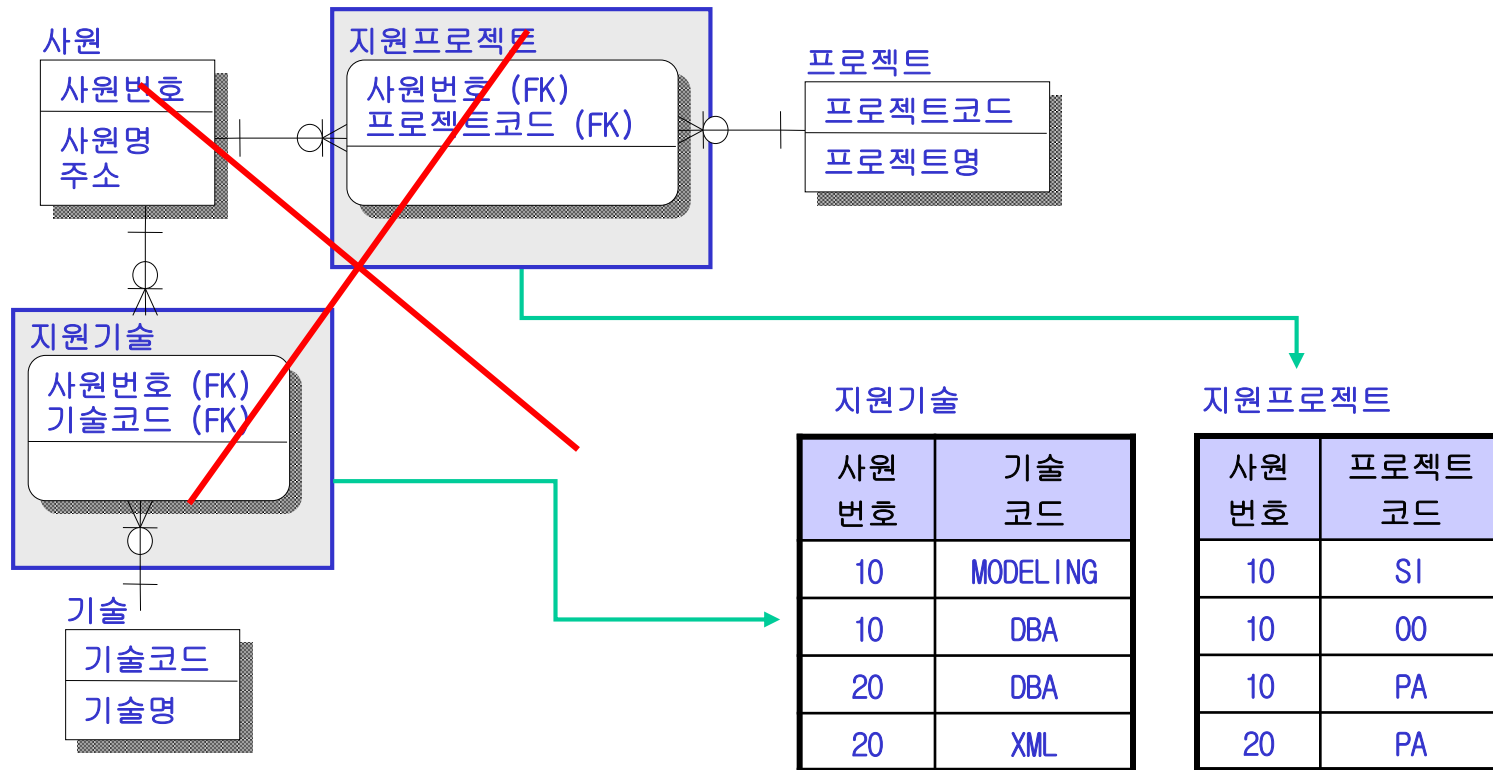 사원
사원번호
사원명
주소
지원프로젝트
사원번호 (FK)
프로젝트코드 (FK)
프로젝트
프로젝트코드
프로젝트명
지원기술
사원번호 (FK)
기술코드 (FK)
기술
기술코드
기술명
지원기술
사원 기술
번호 코드
10 MODELING
10 DBA
20 DBA
20 XML
지원프로젝트
사원 프로젝트
번호 코드
10 SI
10 OO
10 PA
20 PA